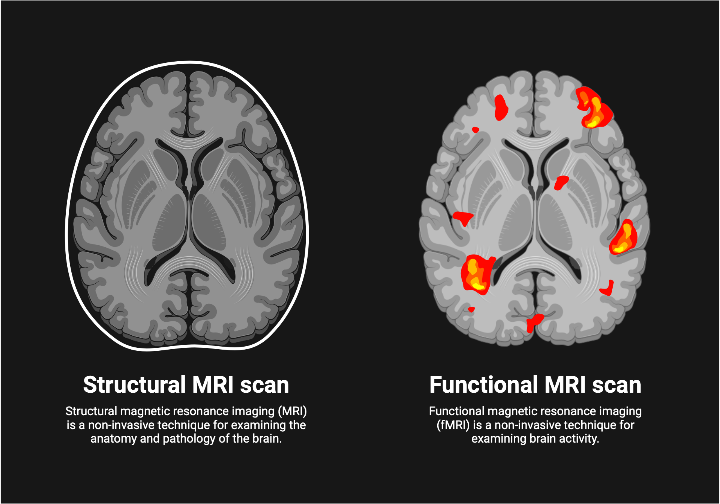 Structural MRI scan
Structural magnetic resonance imaging (MRI)
is a non-invasive technique for examining the
anatomy and pathology of the brain.
Functional MRI scan
Functional magnetic resonance imaging
(fMRI) is a non-invasive technique for
examining brain activity.